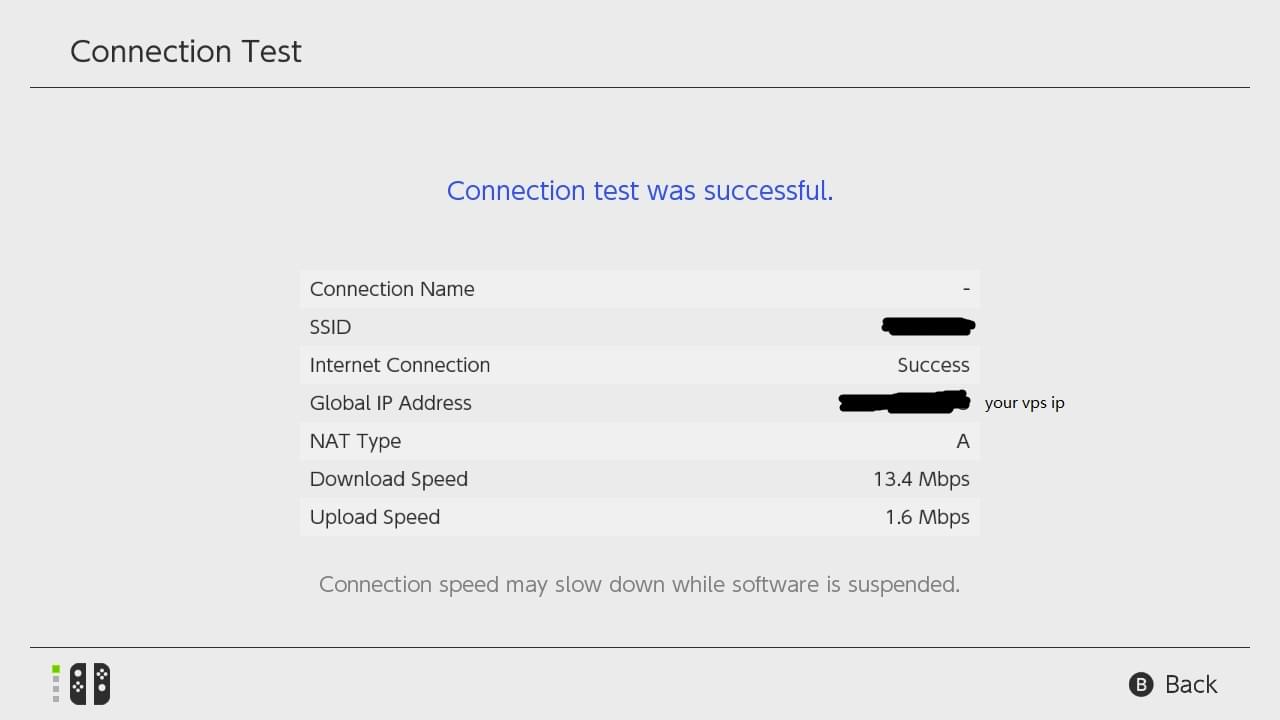 Connection Test
Connection test was successful.
Connection Name -
SSID
Internet Connection Success
Global IP Address your vps ip
NAT Type A
Download Speed 13.4 Mbps
Upload Speed 1.6 Mbps
Connection speed may slow down while software is suspended.
B Back